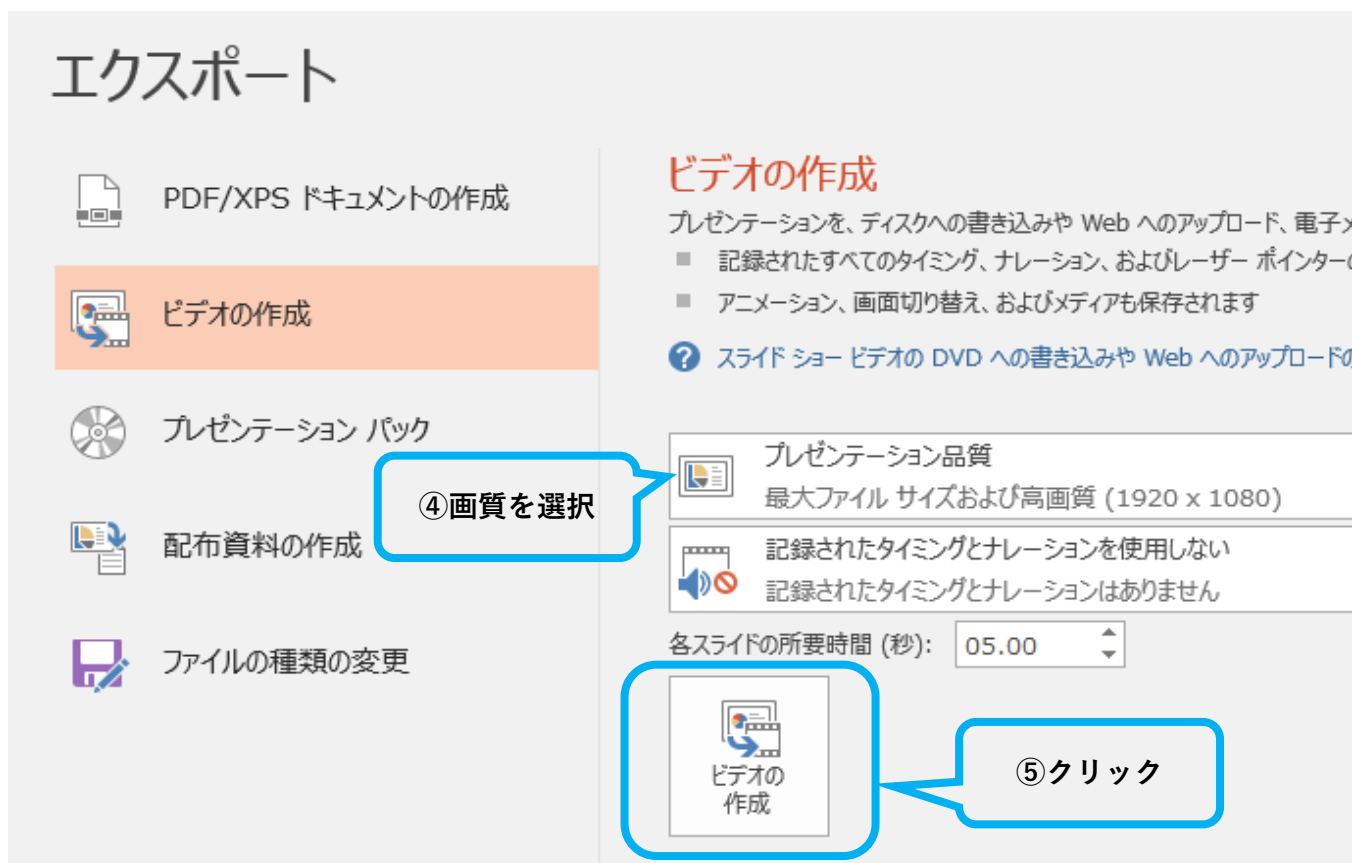 エクスポート
PDF/XPS ドキュメントの作成
ビデオの作成
プレゼンテーション パック
配布資料の作成
ファイルの種類の変更
ビデオの作成
プレゼンテーションを、ディスクへの書き込みや Web へのアップロード、電子メ
記録されたすべてのタイミング、ナレーション、およびレーザー ポインターの
アニメーション、画面切り替え、およびメディアも保存されます
スライド ショー ビデオの DVD への書き込みや Web へのアップロードの
④画質を選択
プレゼンテーション品質
最大ファイル サイズおよび高画質 (1920 x 1080)
記録されたタイミングとナレーションを使用しない
記録されたタイミングとナレーションはありません
各スライドの所要時間 (秒): 05.00
ビデオの
作成
⑤クリック